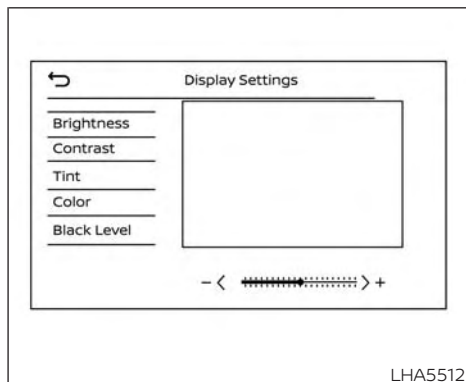 Display Settings
Brightness
Contrast
Tint
Color
Black Level
- < > +
LHA5512